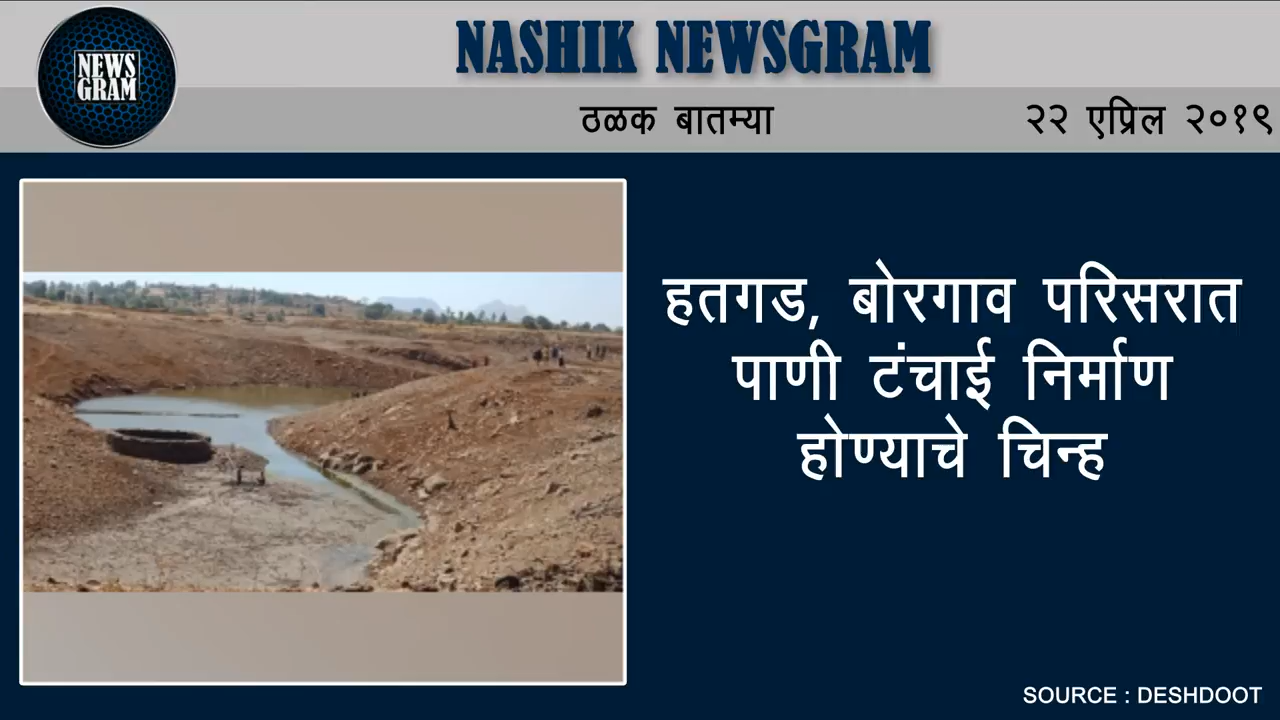 NEWS
GRAM
NASHIK NEWSGRAM
ठळक बातम्या
२२ एप्रिल २०१९
हतगड, बोरगाव परिसरात
पाणी टंचाई निर्माण
होण्याचे चिन्ह
SOURCE : DESHDOOT